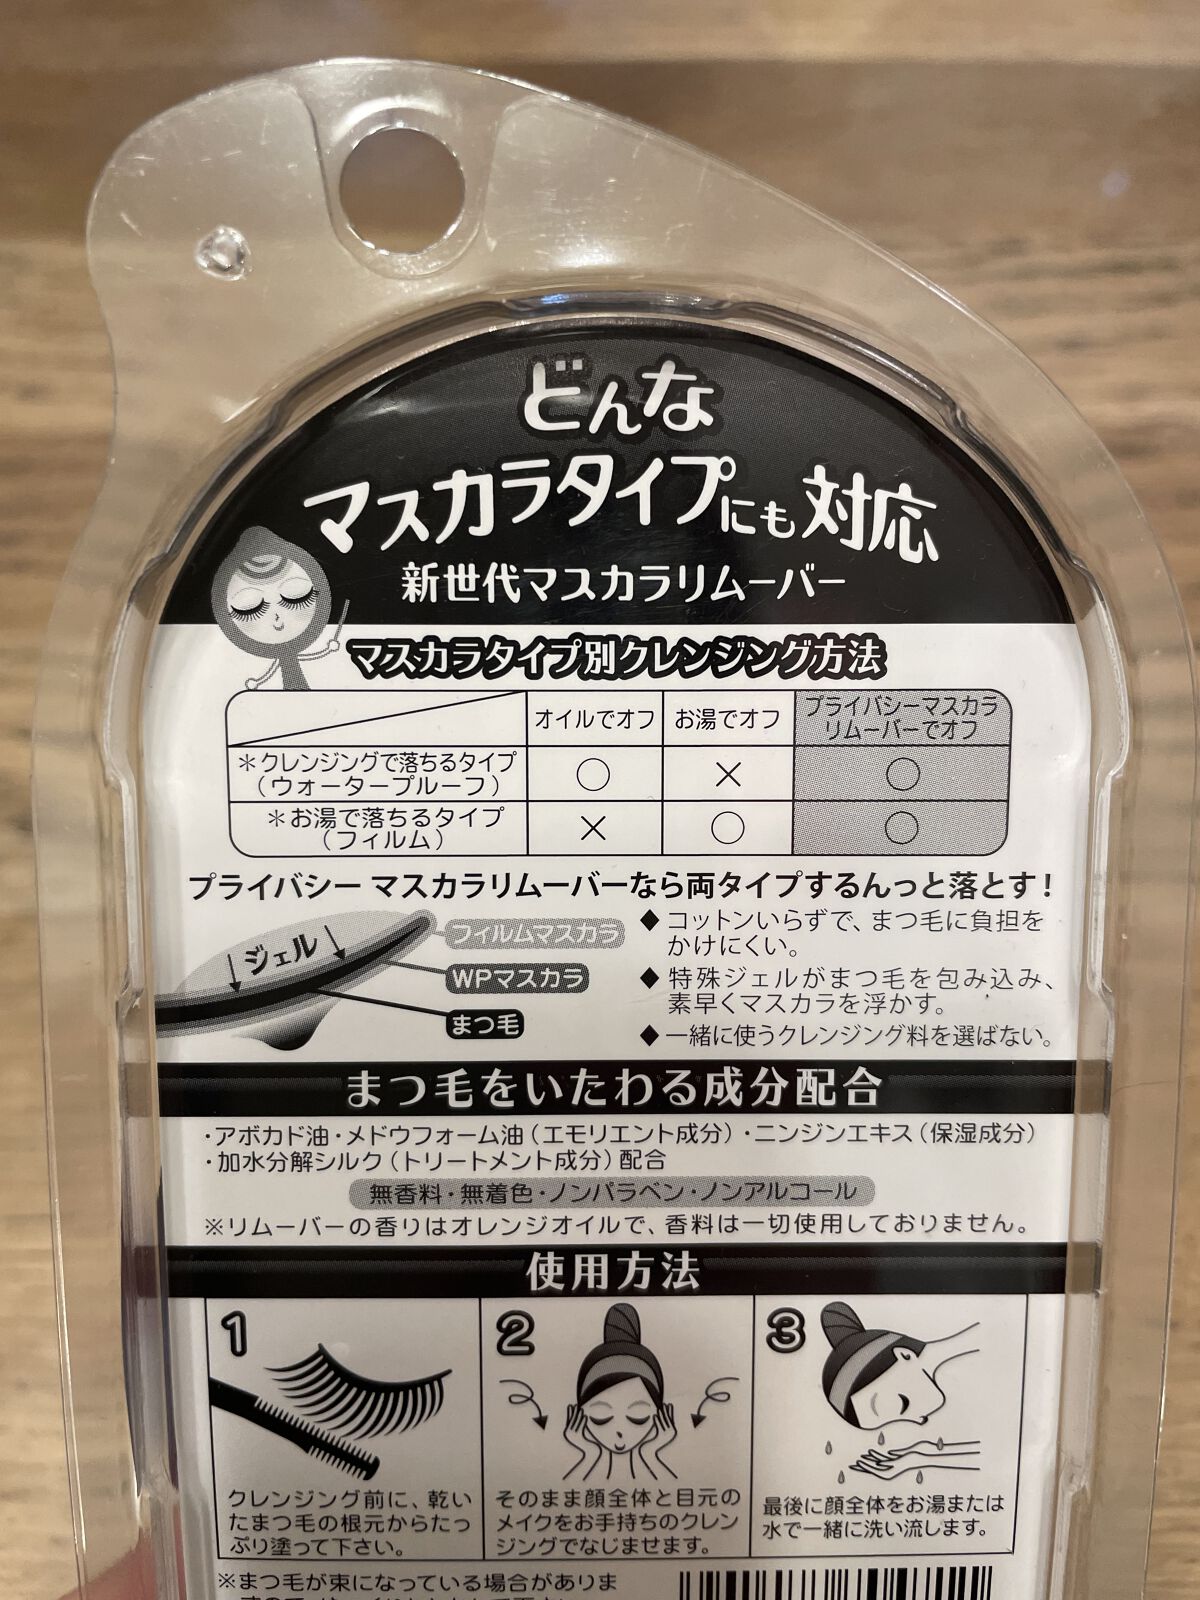 どんな
マスカラタイプにも対応
新世代マスカラリムーバー
マスカラタイプ別クレンジング方法
オイルでオフ お湯でオフ プライバシーマスカラ
リムーバーでオフ
＊クレンジングで落ちるタイプ
（ウォータープルーフ） ○ × ○
＊お湯で落ちるタイプ
（フィルム） × ○ ○
プライバシー マスカラリムーバーなら両タイプするんっと落とす！
ジェル
フィルムマスカラ
WPマスカラ
まつ毛
◆コットンいらずで、まつ毛に負担を
かけにくい。
◆特殊ジェルがまつ毛を包み込み、
素早くマスカラを浮かす。
◆一緒に使うクレンジング料を選ばない。
まつ毛をいたわる成分配合
・アボカド油・メドウフォーム油（エモリエント成分）・ニンジンエキス（保湿成分）
・加水分解シルク（トリートメント成分）配合
無香料・無着色・ノンパラベン・ノンアルコール
※リムーバーの香りはオレンジオイルで、香料は一切使用しておりません。
使用方法
1
クレンジング前に、乾い
たまつ毛の根元からたっ
ぷり塗って下さい。
2
そのまま顔全体と目元の
メイクをお手持ちのクレン
ジングでなじませます。
3
最後に顔全体をお湯または
水で一緒に洗い流します。
※まつ毛が束になっている場合がありま